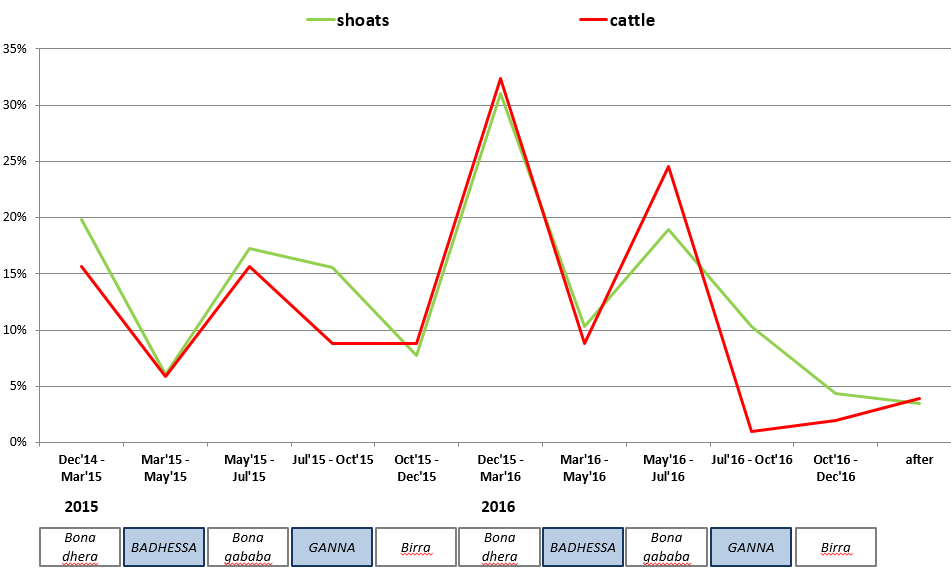 shoats cattle
35%
30%
25%
20%
15%
10%
5%
0%
Dec'14 - Mar'15 - May'15 - Jul'15 - Oct'15 Oct'15 - Dec'15 - Mar'16 - May'16 - Jul'16 - Oct'16 Oct'16 - after
Mar'15 May'15 Jul'15 Dec'15 Mar'16 May'16 Jul'16 Dec'16
2015 2016
Bona BADHESSA Bona GANNA Birra Bona BADHESSA Bona GANNA Birra
dhera gababa dhera gababa